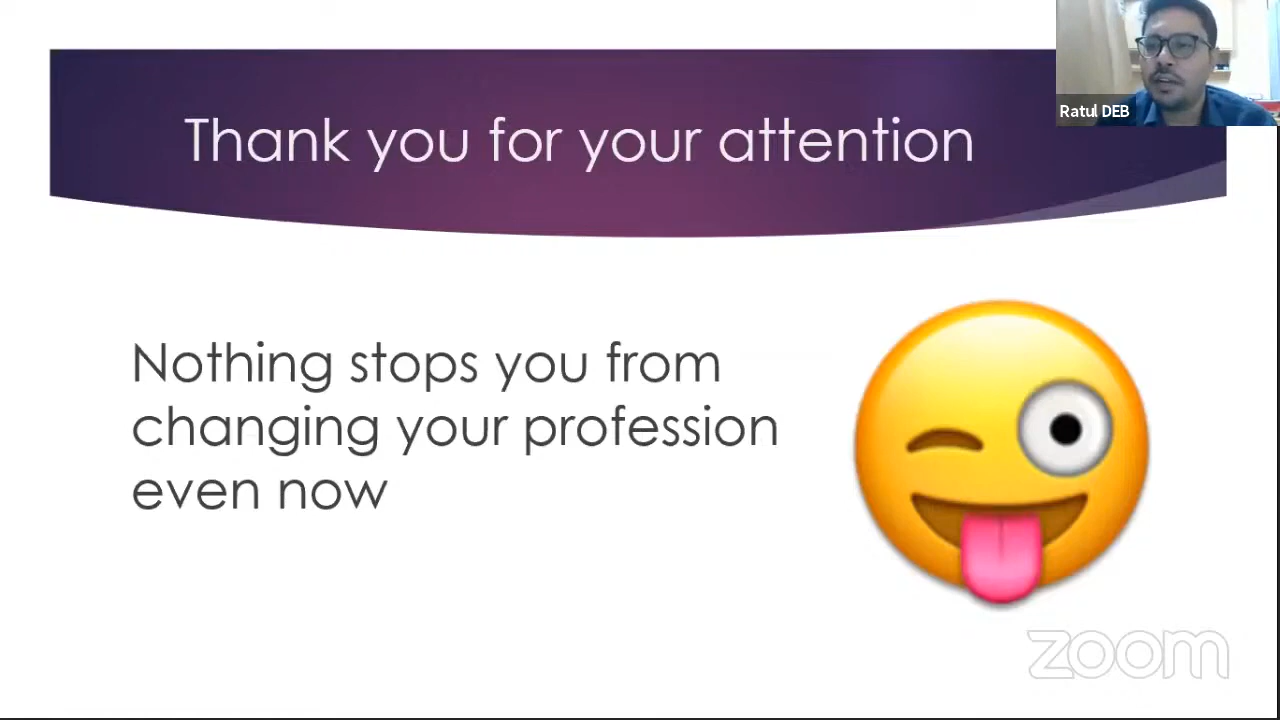 Thank you for your attention
Ratul DEB
Nothing stops you from
changing your profession
even now
zoom